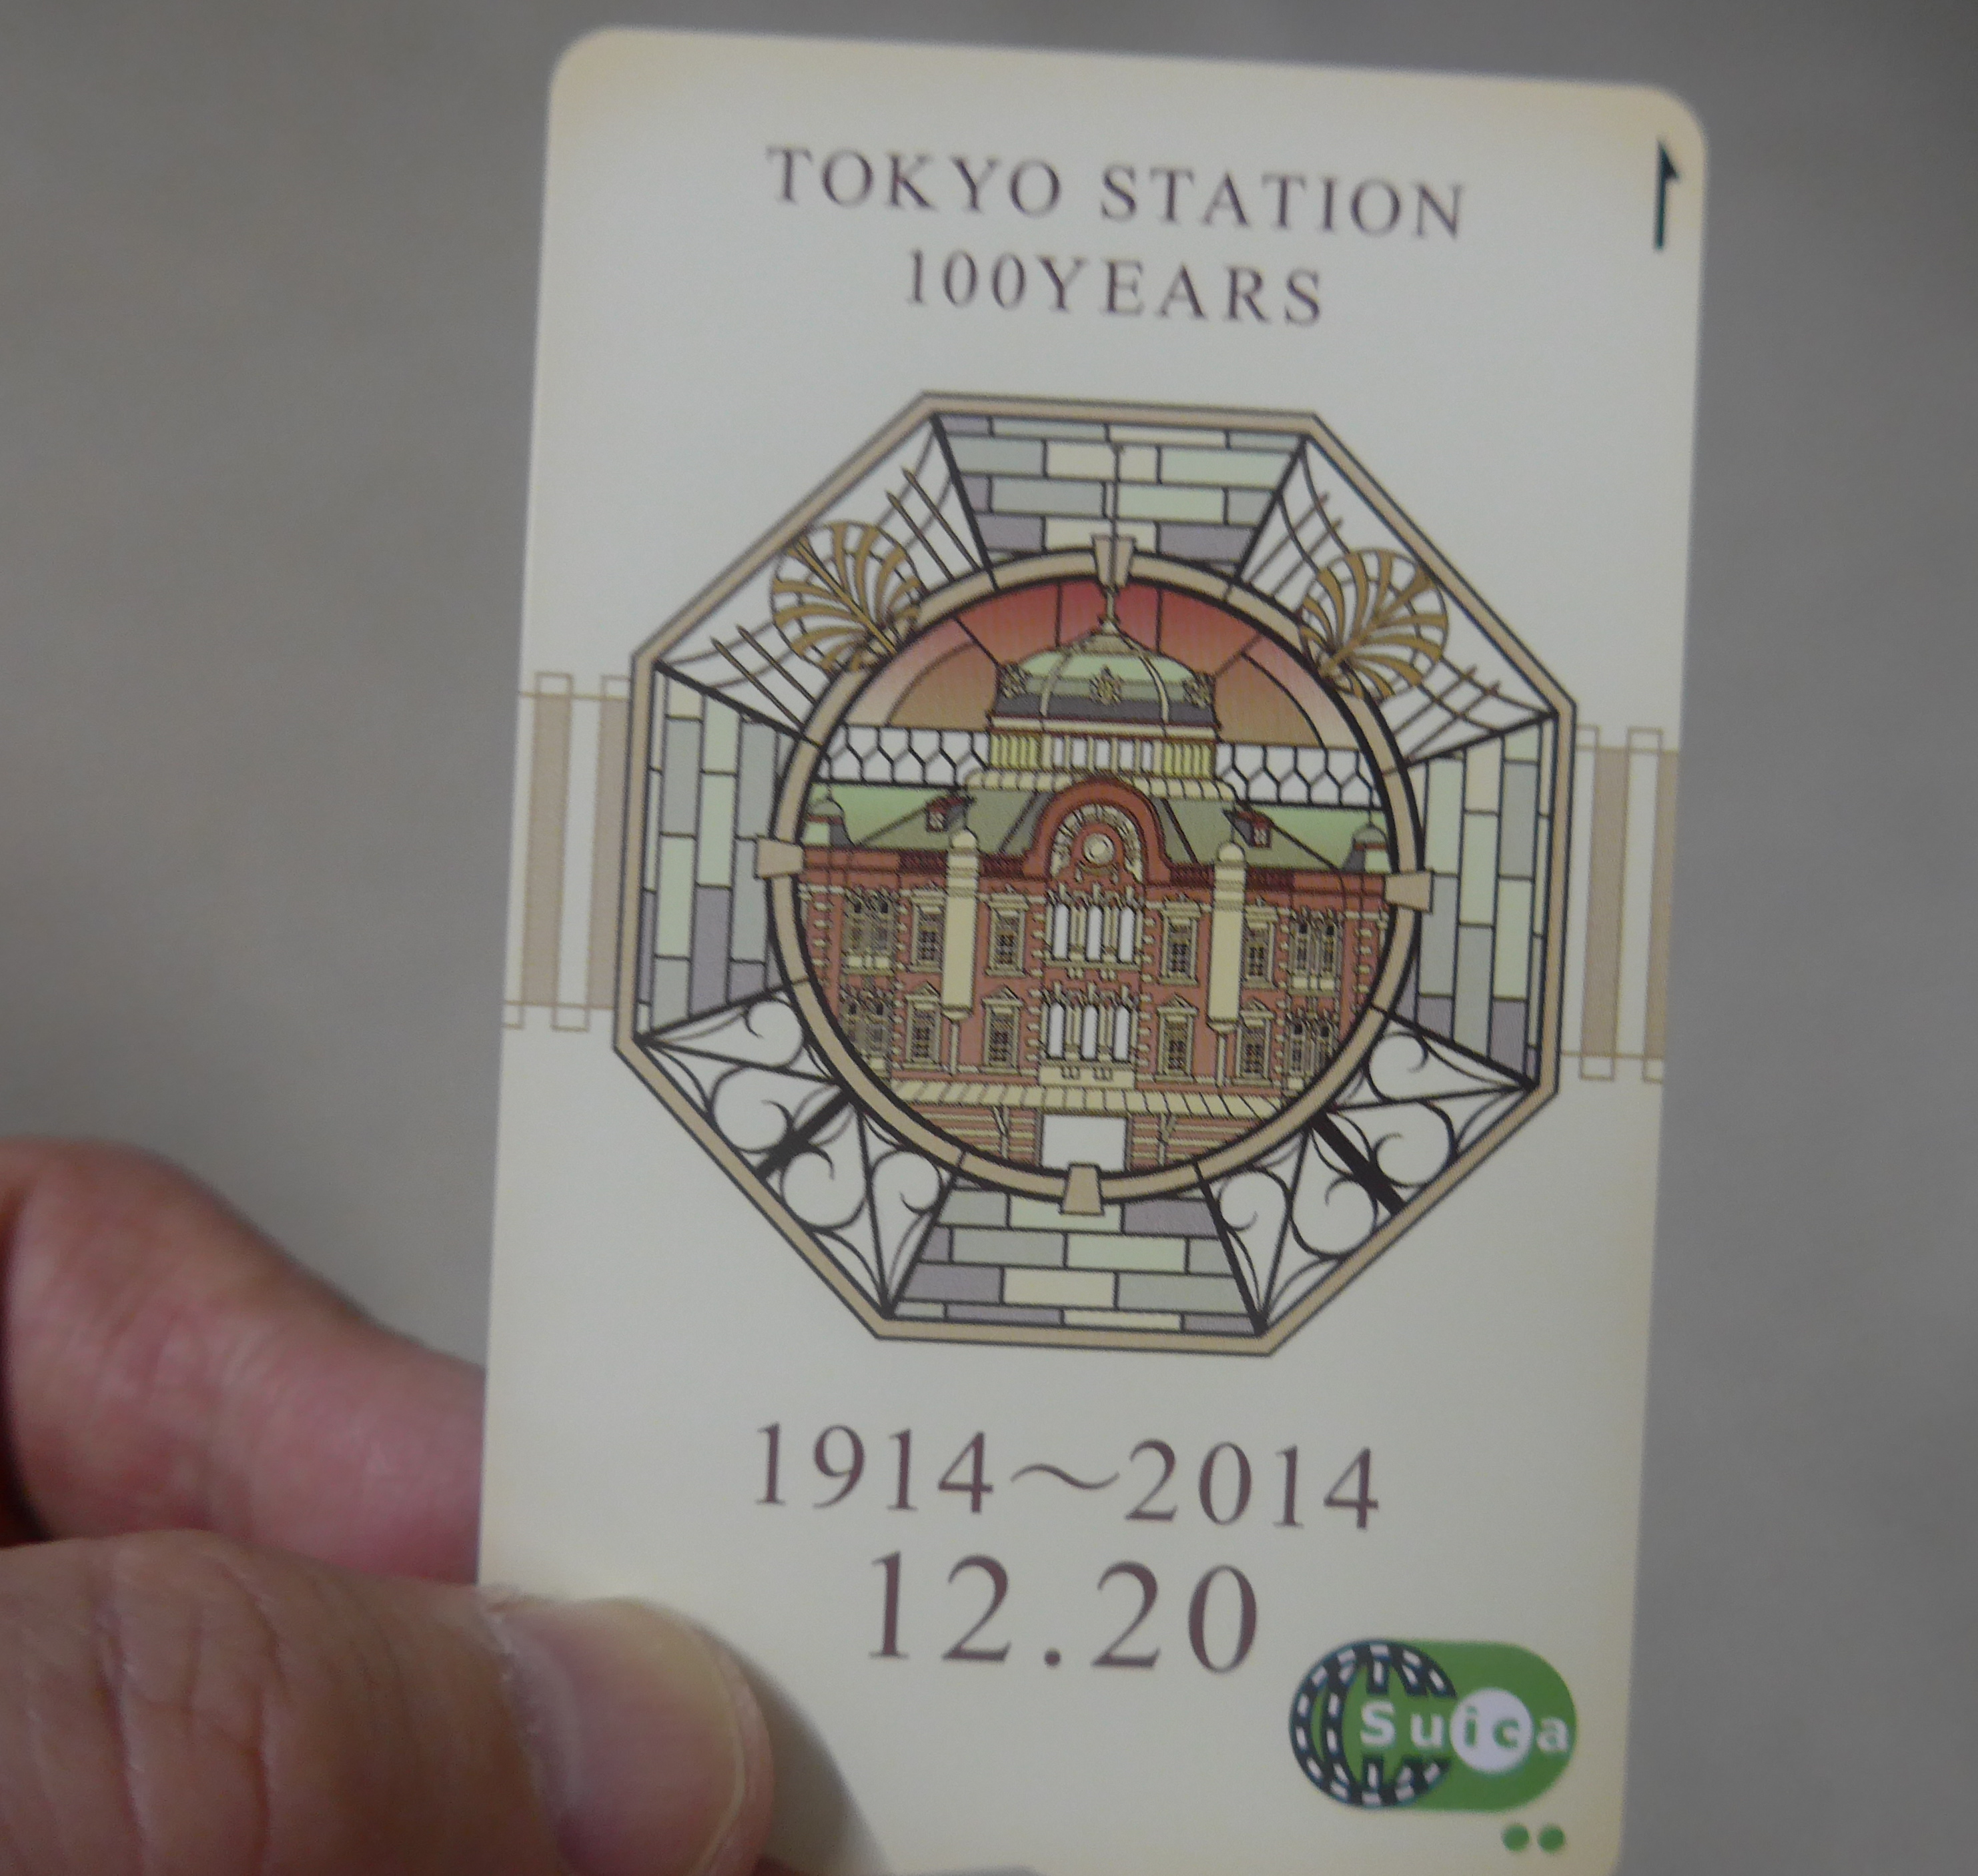 TOKYO STATION
100YEARS
1914～2014
12.20
Suica